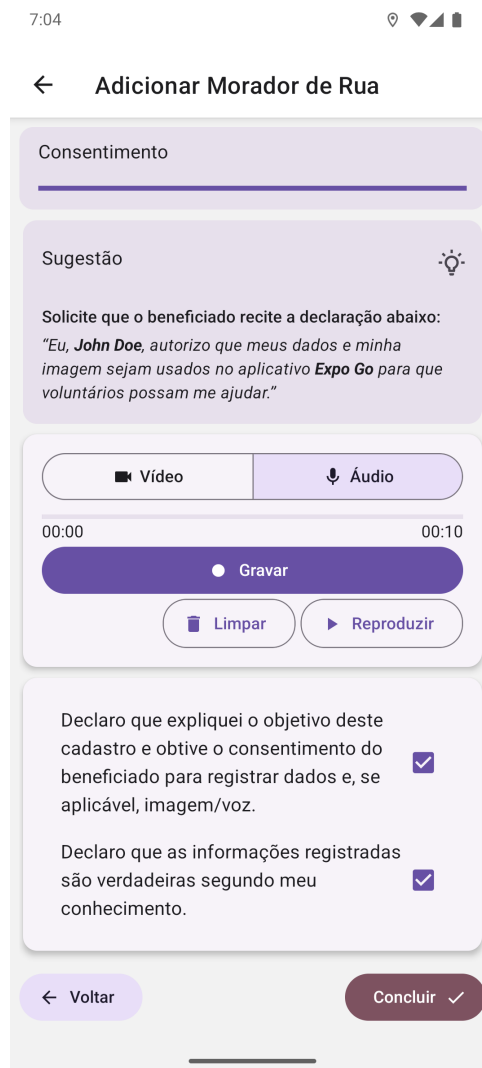 7:04
Adicionar Morador de Rua
Consentimento
Sugestão
Solicite que o beneficiado recite a declaração abaixo:
“Eu, John Doe, autorizo que meus dados e minha
imagem sejam usados no aplicativo Expo Go para que
voluntários possam me ajudar.”
Vídeo
Áudio
00:00
00:10
Gravar
Limpar
Reproduzir
Declaro que expliquei o objetivo deste
cadastro e obtive o consentimento do
beneficiado para registrar dados e, se
aplicável, imagem/voz.
Declaro que as informações registradas
são verdadeiras segundo meu
conhecimento.
Voltar
Concluir